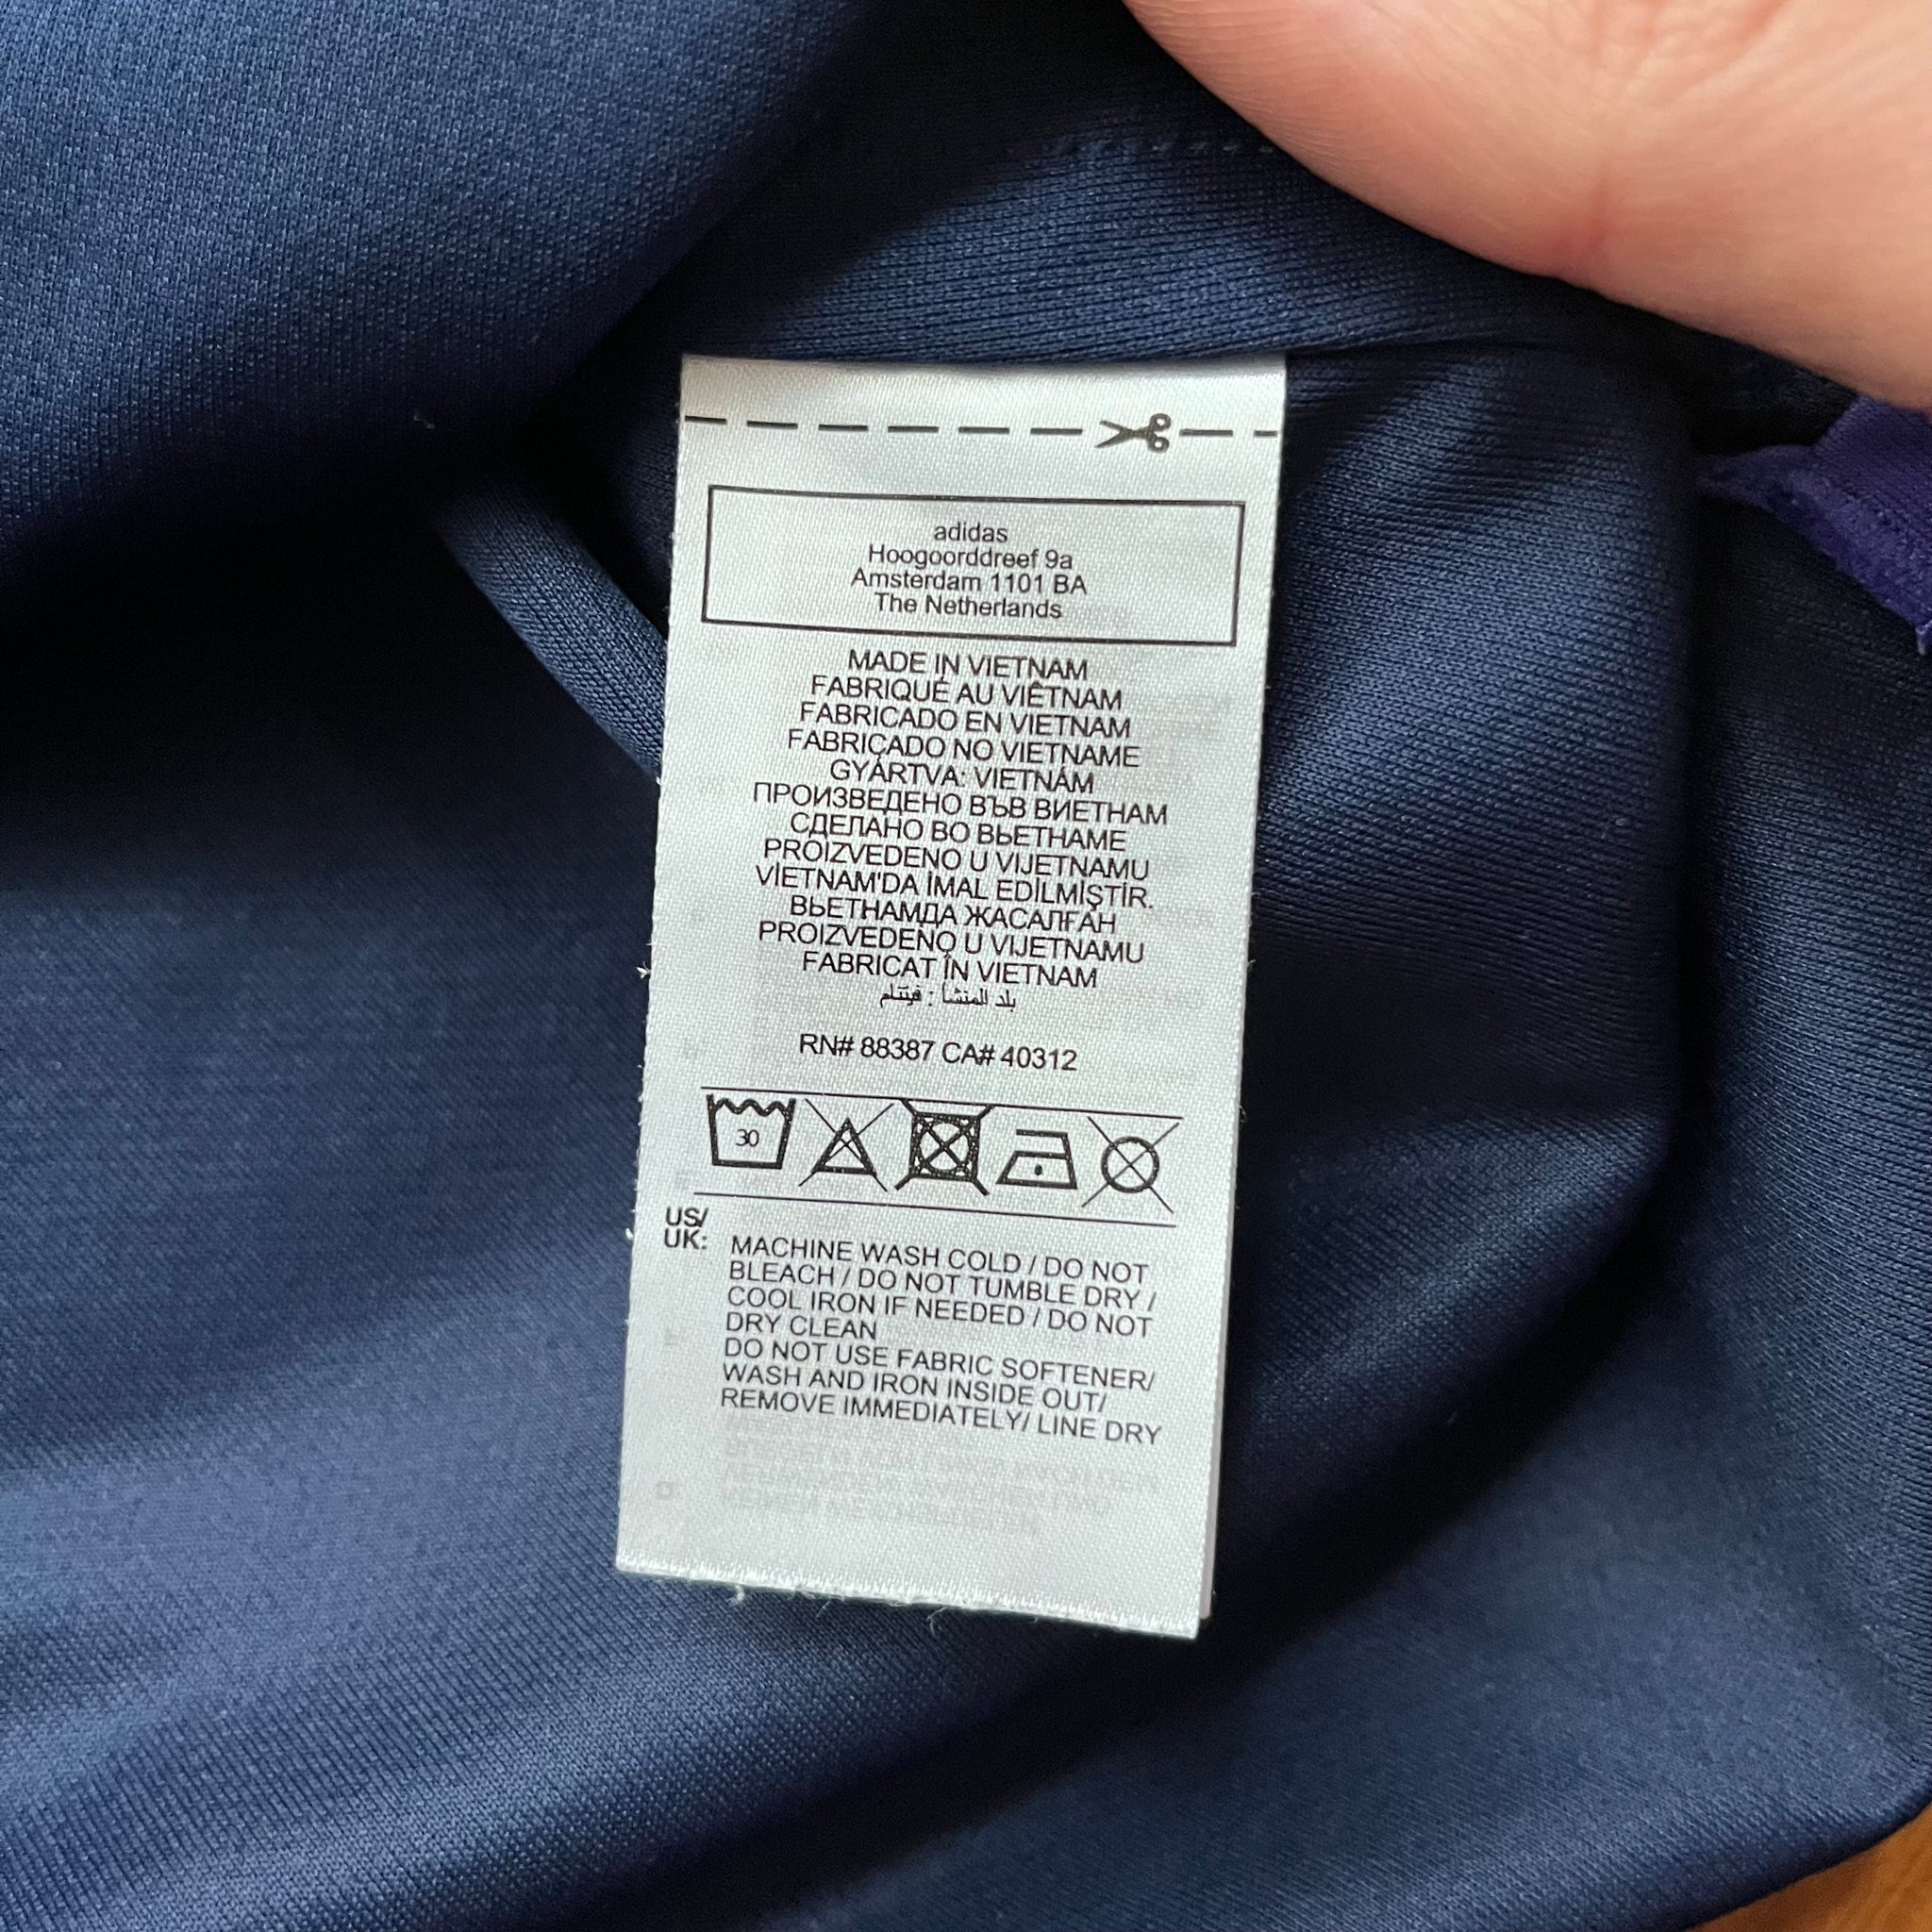 adidas
Hoogoorddreef 9a
Amsterdam 1101 BA
The Netherlands
MADE IN VIETNAM
FABRIQUÉ AU VIÊTNAM
FABRICADO EN VIETNAM
FABRICADO NO VIETNAME
GYÁRTVA: VIETNÁM
ПРОИЗВЕДЕНО ВЪВ ВИЕТНАМ
СДЕЛАНО ВО ВЬЕТНАМЕ
PROIZVEDENO U VIJETNAMU
VİETNAM'DA İMAL EDİLMİŞTİR.
ВЬЕТНАМДА ЖАСАЛҒАН
PROIZVEDENO U VIJETNAMU
FABRICAT ÎN VIETNAM
بلد المنشأ : فيتنام
RN# 88387 CA# 40312
30
US/
UK:
MACHINE WASH COLD / DO NOT
BLEACH / DO NOT TUMBLE DRY /
COOL IRON IF NEEDED / DO NOT
DRY CLEAN
DO NOT USE FABRIC SOFTENER/
WASH AND IRON INSIDE OUT/
REMOVE IMMEDIATELY/ LINE DRY